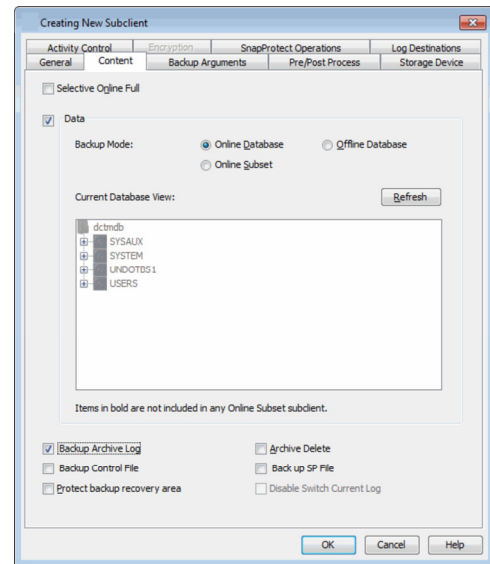 Creating New Subclient
Activity Control Encryption SnapProtect Operations Log Destinations
General Content Backup Arguments Pre/Post Process Storage Device
Selective Online Full
Data
Backup Mode: Online Database Offline Database
Online Subset
Current Database View: Refresh
dctmdb
SYSAUX
SYSTEM
UNDOTBS1
USERS
Items in bold are not included in any Online Subset subclient.
Backup Archive Log Archive Delete
Backup Control File Back up SP File
Protect backup recovery area Disable Switch Current Log
OK Cancel Help